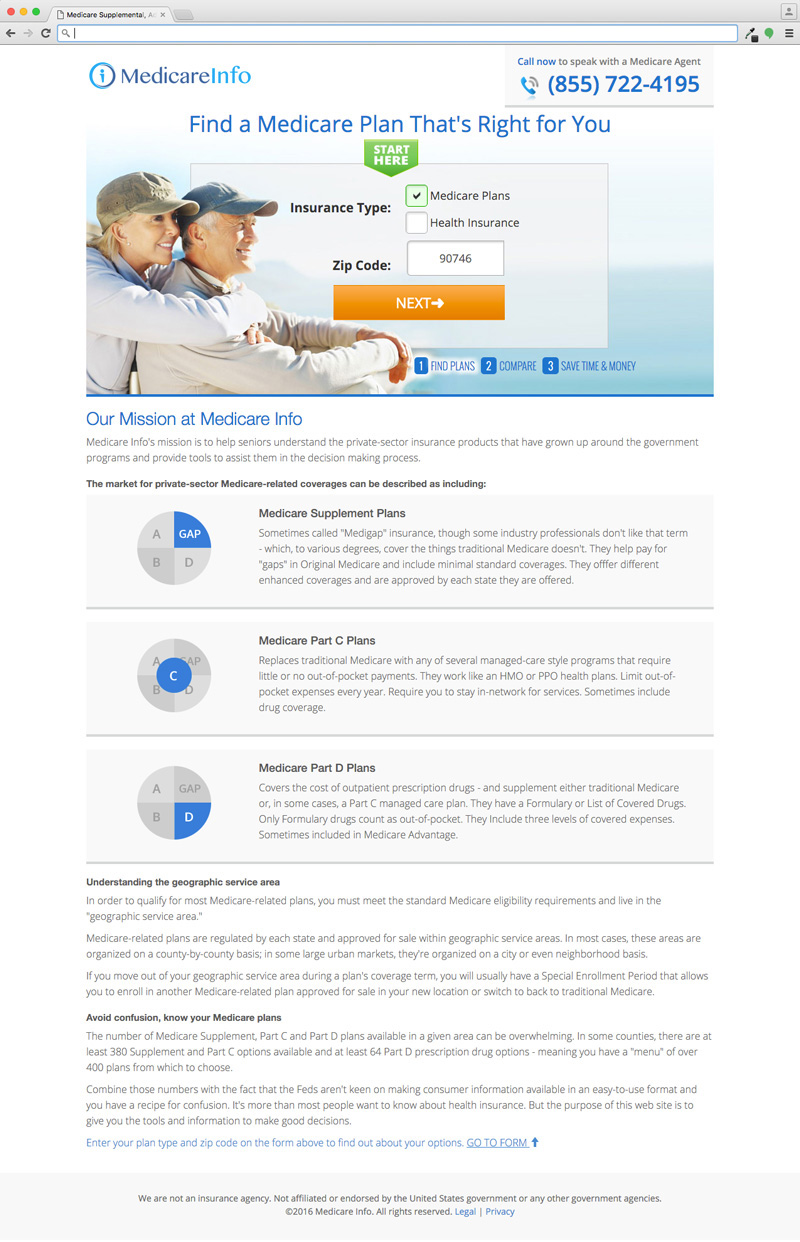 Medicare Supplemental, Ad
MedicareInfo
Call now to speak with a Medicare Agent
(855) 722-4195
Find a Medicare Plan That's Right for You
START
HERE
Insurance Type:
Medicare Plans
Health Insurance
Zip Code:
90746
NEXT
1 FIND PLANS 2 COMPARE 3 SAVE TIME & MONEY
Our Mission at Medicare Info
Medicare Info's mission is to help seniors understand the private-sector insurance products that have grown up around the government
programs and provide tools to assist them in the decision making process.
The market for private-sector Medicare-related coverages can be described as including:
A GAP
B D
Medicare Supplement Plans
Sometimes called "Medigap" insurance, though some industry professionals don't like that term
- which, to various degrees, cover the things traditional Medicare doesn't. They help pay for
"gaps" in Original Medicare and include minimal standard coverages. They offfer different
enhanced coverages and are approved by each state they are offered.
A GAP
C
B D
Medicare Part C Plans
Replaces traditional Medicare with any of several managed-care style programs that require
little or no out-of-pocket payments. They work like an HMO or PPO health plans. Limit out-of-
pocket expenses every year. Require you to stay in-network for services. Sometimes include
drug coverage.
A GAP
B D
Medicare Part D Plans
Covers the cost of outpatient prescription drugs - and supplement either traditional Medicare
or, in some cases, a Part C managed care plan. They have a Formulary or List of Covered Drugs.
Only Formulary drugs count as out-of-pocket. They Include three levels of covered expenses.
Sometimes included in Medicare Advantage.
Understanding the geographic service area
In order to qualify for most Medicare-related plans, you must meet the standard Medicare eligibility requirements and live in the
"geographic service area."
Medicare-related plans are regulated by each state and approved for sale within geographic service areas. In most cases, these areas are
organized on a county-by-county basis; in some large urban markets, they're organized on a city or even neighborhood basis.
If you move out of your geographic service area during a plan's coverage term, you will usually have a Special Enrollment Period that allows
you to enroll in another Medicare-related plan approved for sale in your new location or switch to back to traditional Medicare.
Avoid confusion, know your Medicare plans
The number of Medicare Supplement, Part C and Part D plans available in a given area can be overwhelming. In some counties, there are at
least 380 Supplement and Part C options available and at least 64 Part D prescription drug options - meaning you have a "menu" of over
400 plans from which to choose.
Combine those numbers with the fact that the Feds aren't keen on making consumer information available in an easy-to-use format and
you have a recipe for confusion. It's more than most people want to know about health insurance. But the purpose of this web site is to
give you the tools and information to make good decisions.
Enter your plan type and zip code on the form above to find out about your options. GO TO FORM
We are not an insurance agency. Not affiliated or endorsed by the United States government or any other government agencies.
©2016 Medicare Info. All rights reserved. Legal | Privacy